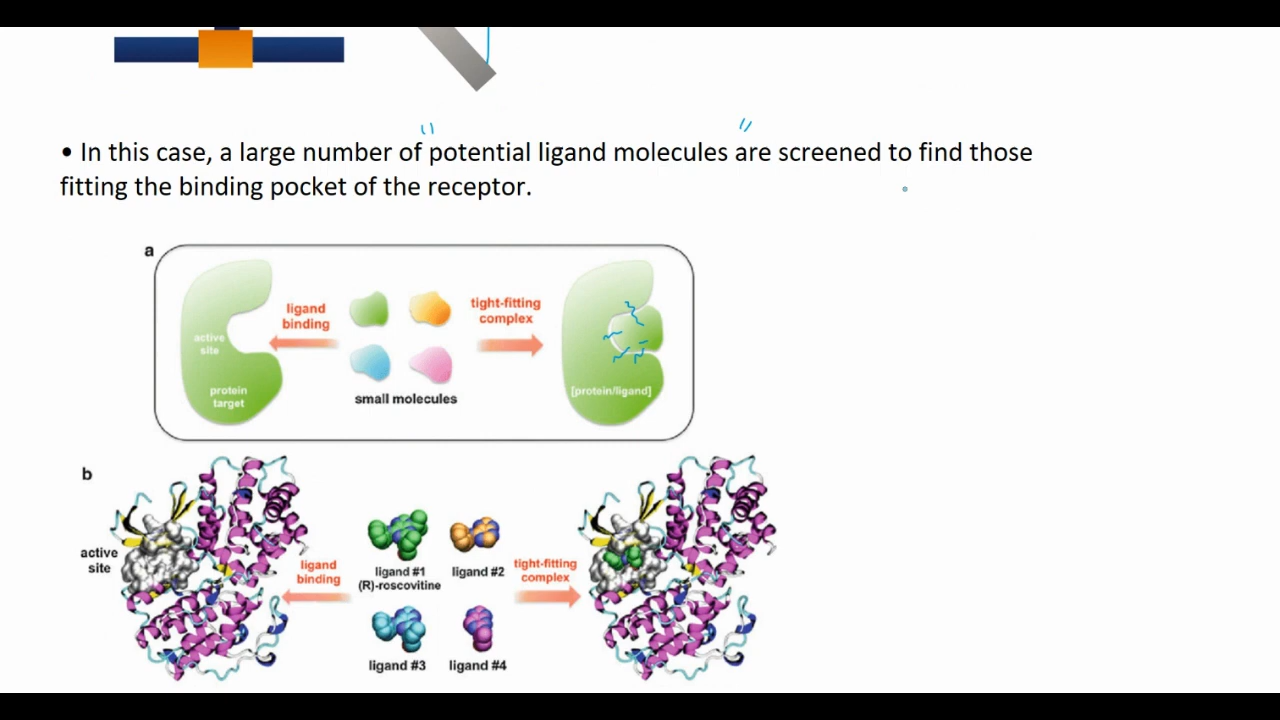 • In this case, a large number of potential ligand molecules are screened to find those
fitting the binding pocket of the receptor.
a
active
site
protein
target
ligand
binding
small molecules
tight-fitting
complex
[protein/ligand]
b
active
site
ligand
binding
ligand #1
(R)-roscovitine
ligand #2
ligand #3
ligand #4
tight-fitting
complex